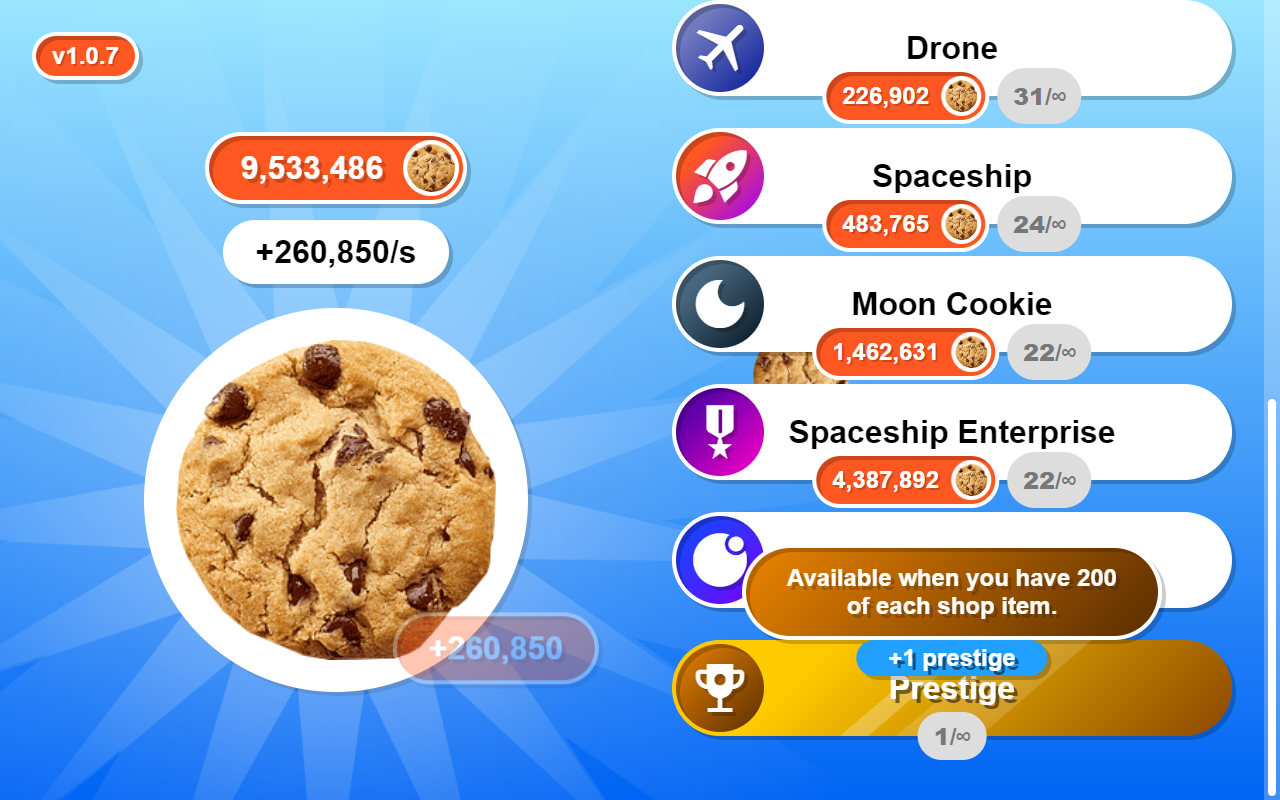 v1.0.7
9,533,486
+260,850/s
+260,850
Drone
226,902
31/∞
Spaceship
483,765
24/∞
Moon Cookie
1,462,631
22/∞
Spaceship Enterprise
4,387,892
22/∞
Available when you have 200
of each shop item.
+1 prestige
Prestige
1/∞